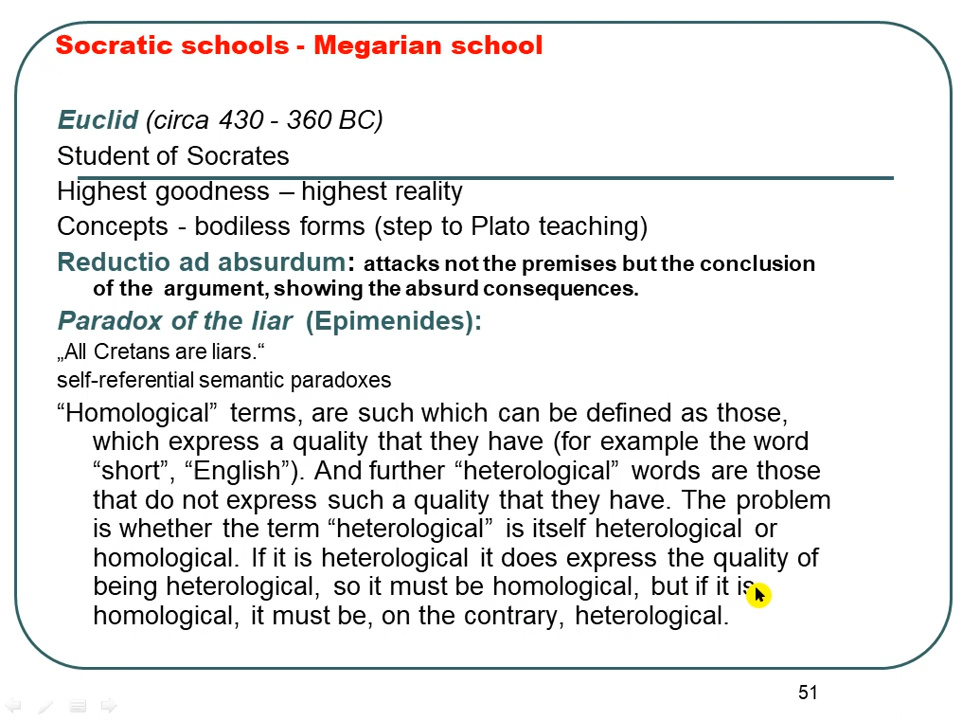 Socratic schools - Megarian school
Euclid (circa 430 - 360 BC)
Student of Socrates
Highest goodness – highest reality
Concepts - bodiless forms (step to Plato teaching)
Reductio ad absurdum: attacks not the premises but the conclusion
of the argument, showing the absurd consequences.
Paradox of the liar (Epimenides):
„All Cretans are liars.“
self-referential semantic paradoxes
“Homological” terms, are such which can be defined as those,
which express a quality that they have (for example the word
“short”, “English”). And further “heterological” words are those
that do not express such a quality that they have. The problem
is whether the term “heterological” is itself heterological or
homological. If it is heterological it does express the quality of
being heterological, so it must be homological, but if it is
homological, it must be, on the contrary, heterological.
51